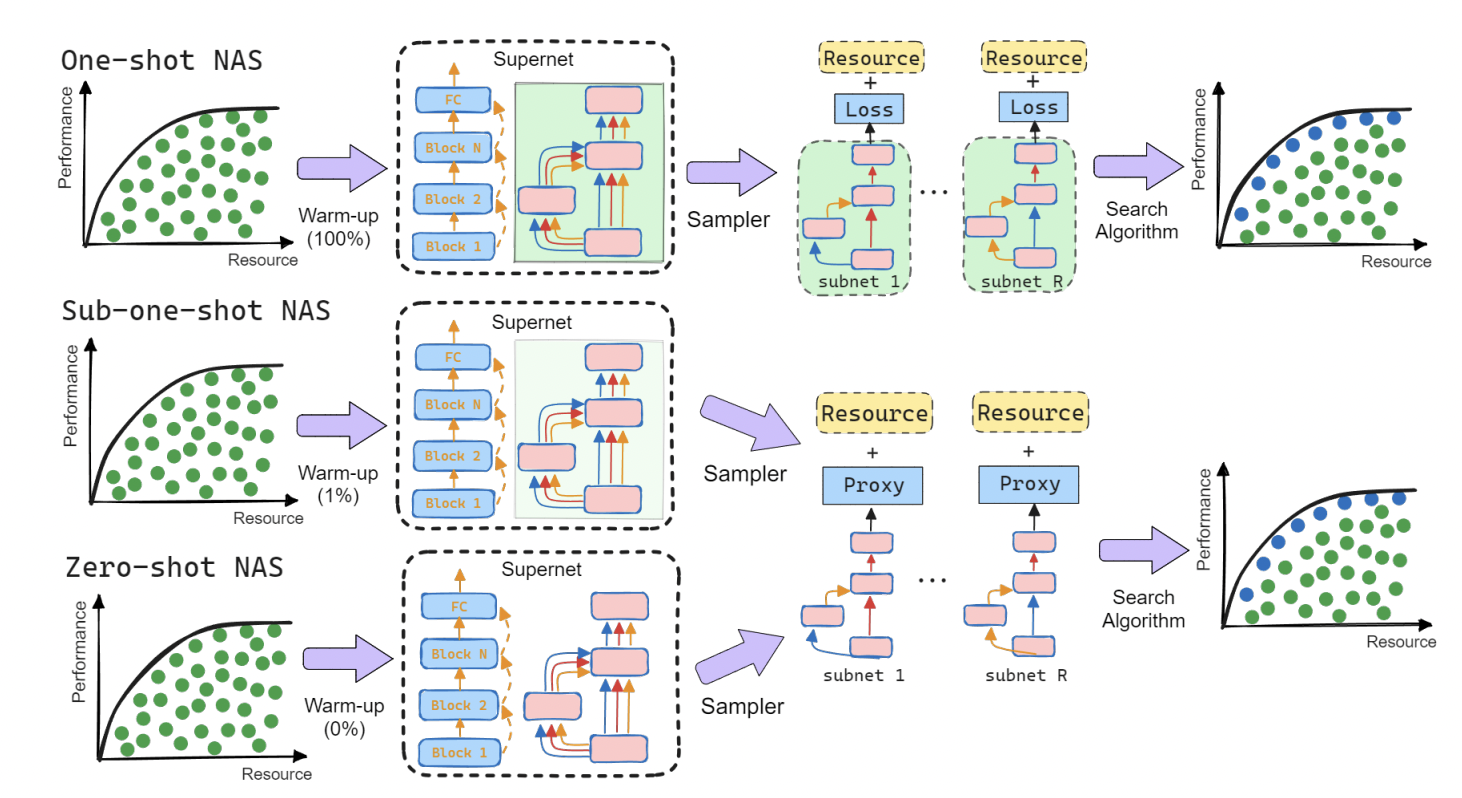 One-shot NAS
Performance
Resource
Warm-up
(100%)
Supernet
FC
Block N
Block 2
Block 1
Sampler
Resource
+
Loss
subnet 1
...
Resource
+
Loss
subnet R
Search
Algorithm
Performance
Resource
Sub-one-shot NAS
Performance
Resource
Warm-up
(1%)
Supernet
FC
Block N
Block 2
Block 1
Sampler
Zero-shot NAS
Performance
Resource
Warm-up
(0%)
Supernet
FC
Block N
Block 2
Block 1
Sampler
Resource
+
Proxy
subnet 1
...
Resource
+
Proxy
subnet R
Search
Algorithm
Performance
Resource